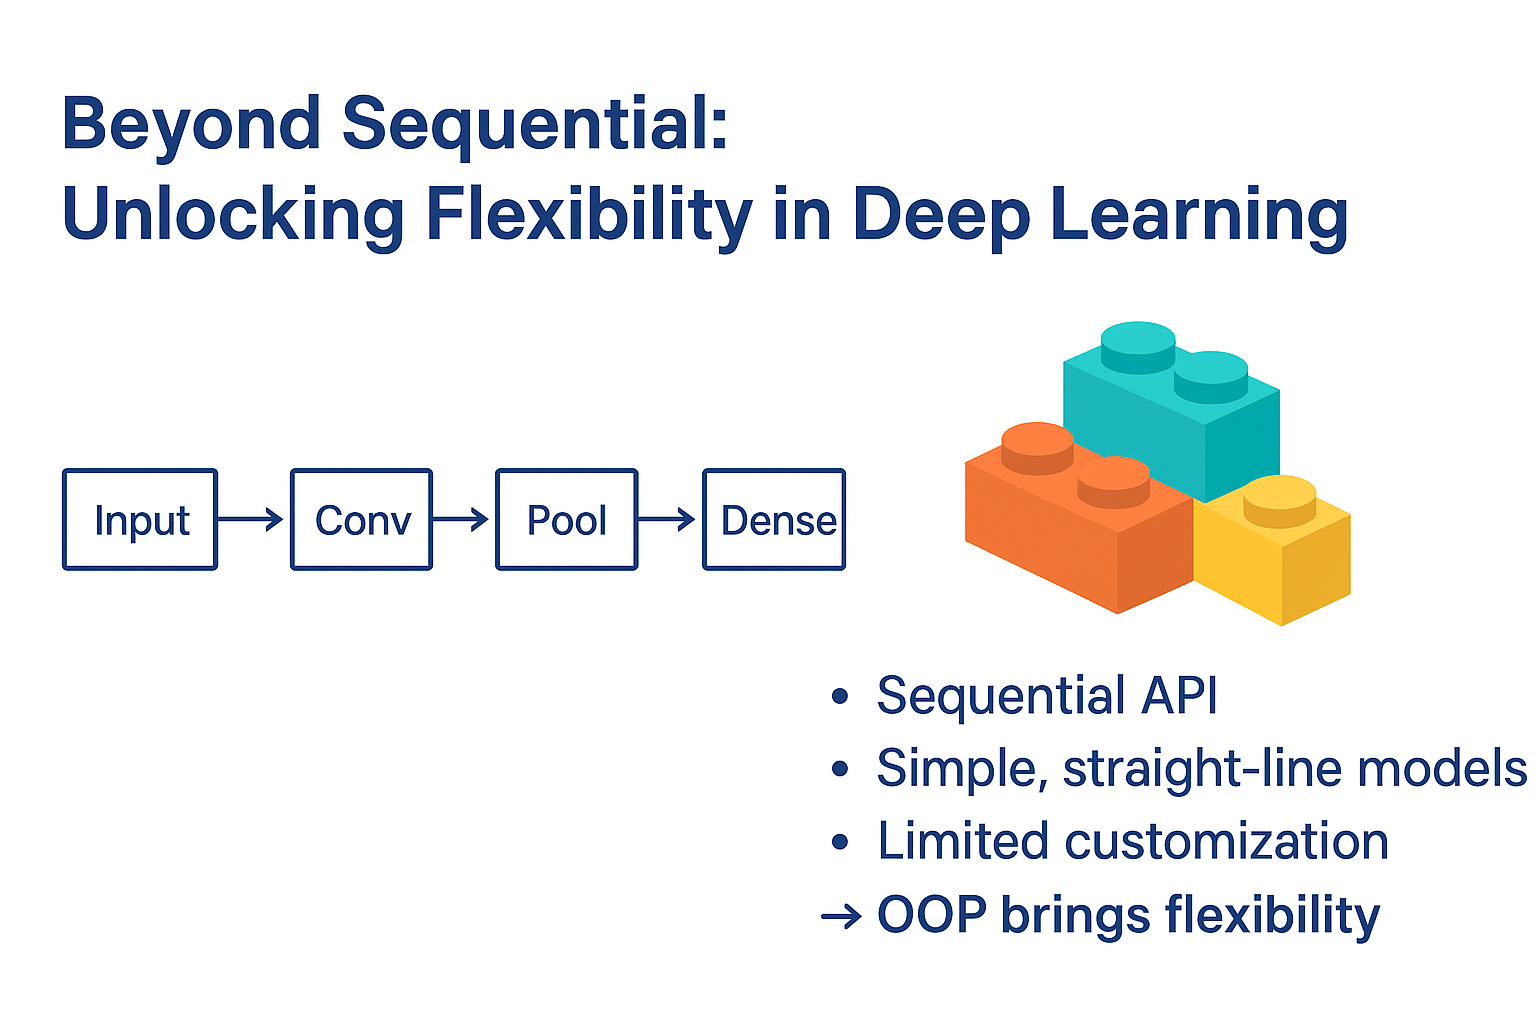 Beyond Sequential:
Unlocking Flexibility in Deep Learning
Input → Conv → Pool → Dense
• Sequential API
• Simple, straight-line models
• Limited customization
→ OOP brings flexibility